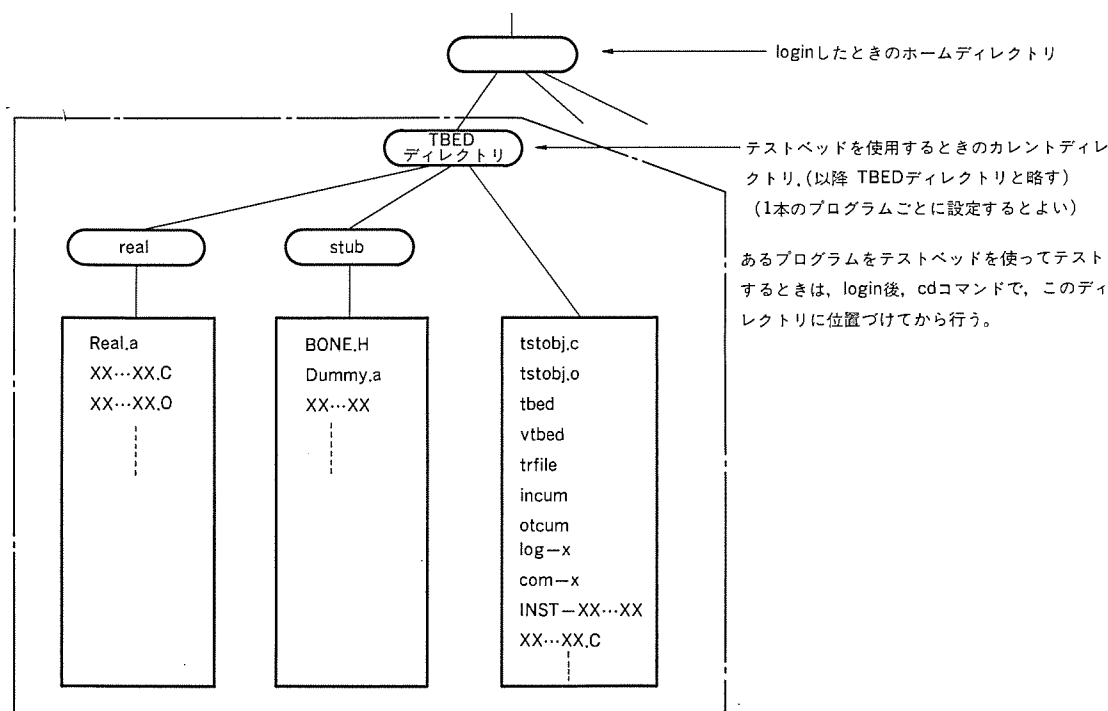 loginしたときのホームディレクトリ
TBED
ディレクトリ
テストベッドを使用するときのカレントディレ
クトリ.(以降 TBEDディレクトリと略す)
(1本のプログラムごとに設定するとよい)
あるプログラムをテストベッドを使ってテスト
するときは，login後，cdコマンドで，このディ
レクトリに位置づけてから行う。
real
stub
Real.a
XX…XX.C
XX…XX.O
BONE.H
Dummy.a
XX…XX
tstobj.c
tstobj.o
tbed
vtbed
trfile
incum
otcum
log－x
com－x
INST－XX…XX
XX…XX.C